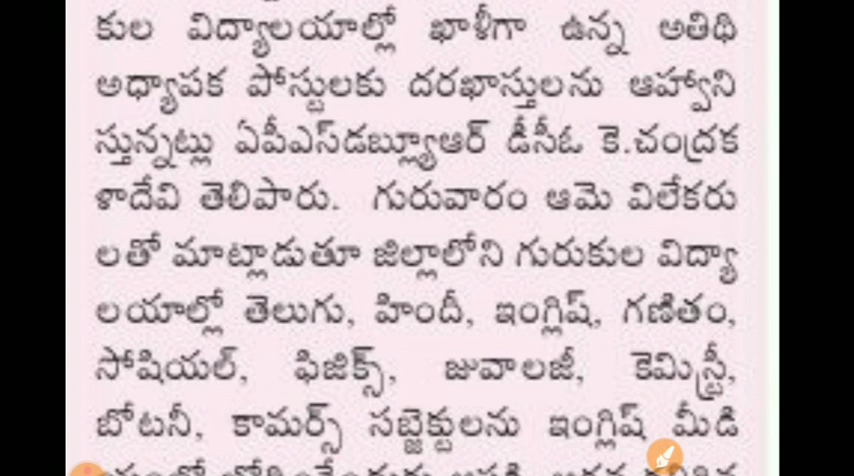 కుల విద్యాలయాల్లో ఖాళీగా ఉన్న అతిథి
అధ్యాపక పోస్టులకు దరఖాస్తులను ఆహ్వాని
స్తున్నట్లు ఏపీఎస్‌డబ్ల్యూఆర్ డీసీఓ కె.చంద్రక
ళాదేవి తెలిపారు. గురువారం ఆమె విలేకరు
లతో మాట్లాడుతూ జిల్లాలోని గురుకుల విద్యా
లయాల్లో తెలుగు, హిందీ, ఇంగ్లిష్, గణితం,
సోషియల్, ఫిజిక్స్, జువాలజీ, కెమిస్ట్రీ,
బోటనీ, కామర్స్ సబ్జెక్టులను ఇంగ్లిష్ మీడి